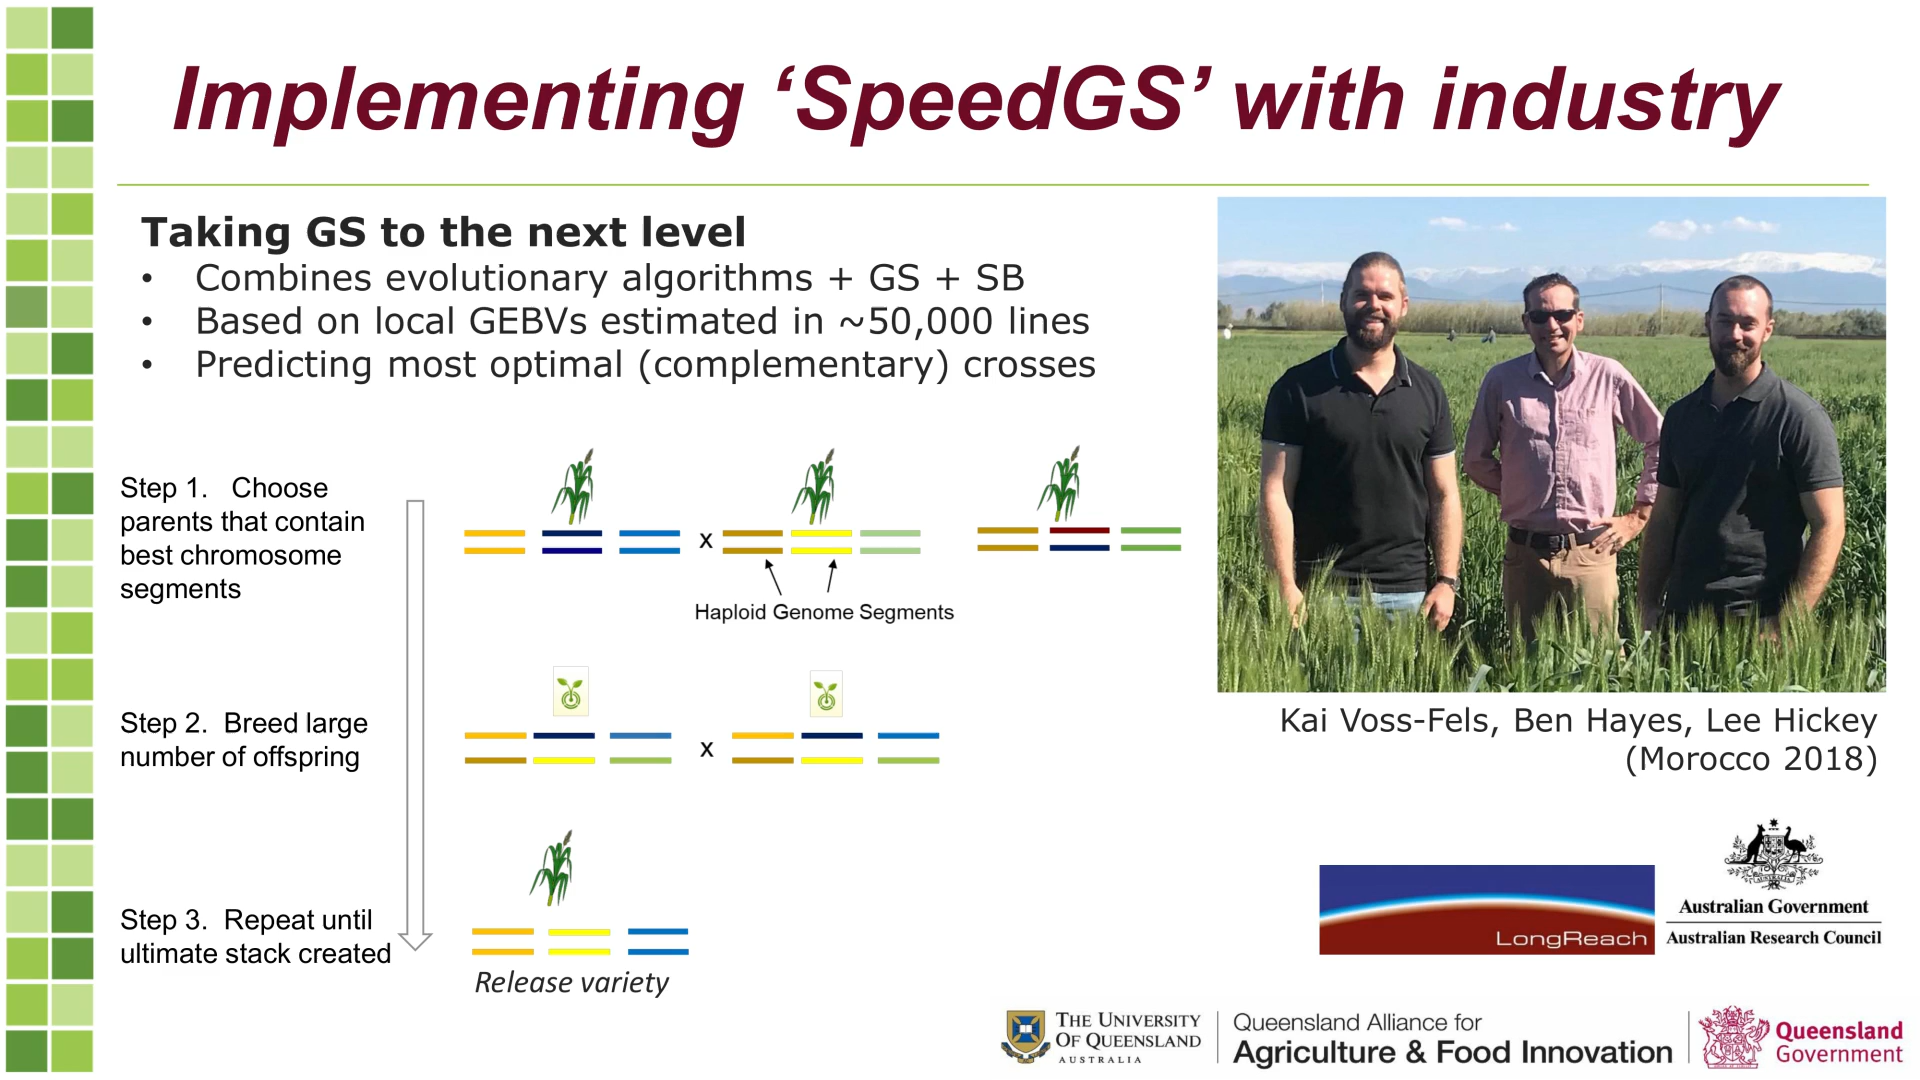 Implementing ‘SpeedGS’ with industry
Taking GS to the next level
• Combines evolutionary algorithms + GS + SB
• Based on local GEBVs estimated in ~50,000 lines
• Predicting most optimal (complementary) crosses
Step 1. Choose
parents that contain
best chromosome
segments
x
Haploid Genome Segments
Step 2. Breed large
number of offspring
x
Step 3. Repeat until
ultimate stack created
Release variety
Kai Voss-Fels, Ben Hayes, Lee Hickey
(Morocco 2018)
LongReach
AUSTRALIA
Australian Government
Australian Research Council
THE UNIVERSITY
OF QUEENSLAND
AUSTRALIA
Queensland Alliance for
Agriculture & Food Innovation
Queensland
Government